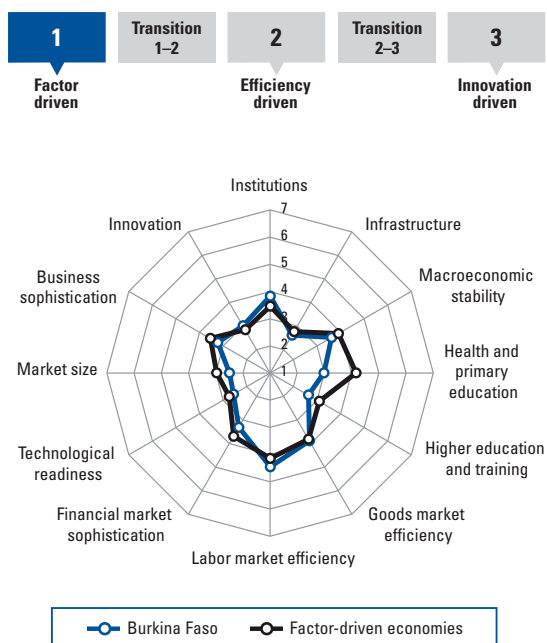 1
Transition
1–2
2
Transition
2–3
3
Factor
driven
Efficiency
driven
Innovation
driven
Institutions
7
Innovation
6
Infrastructure
5
Business
sophistication
4
Macroeconomic
stability
3
2
Market size
1
Health and
primary
education
Technological
readiness
Higher education
and training
Financial market
sophistication
Goods market
efficiency
Labor market efficiency
Burkina Faso
Factor-driven economies